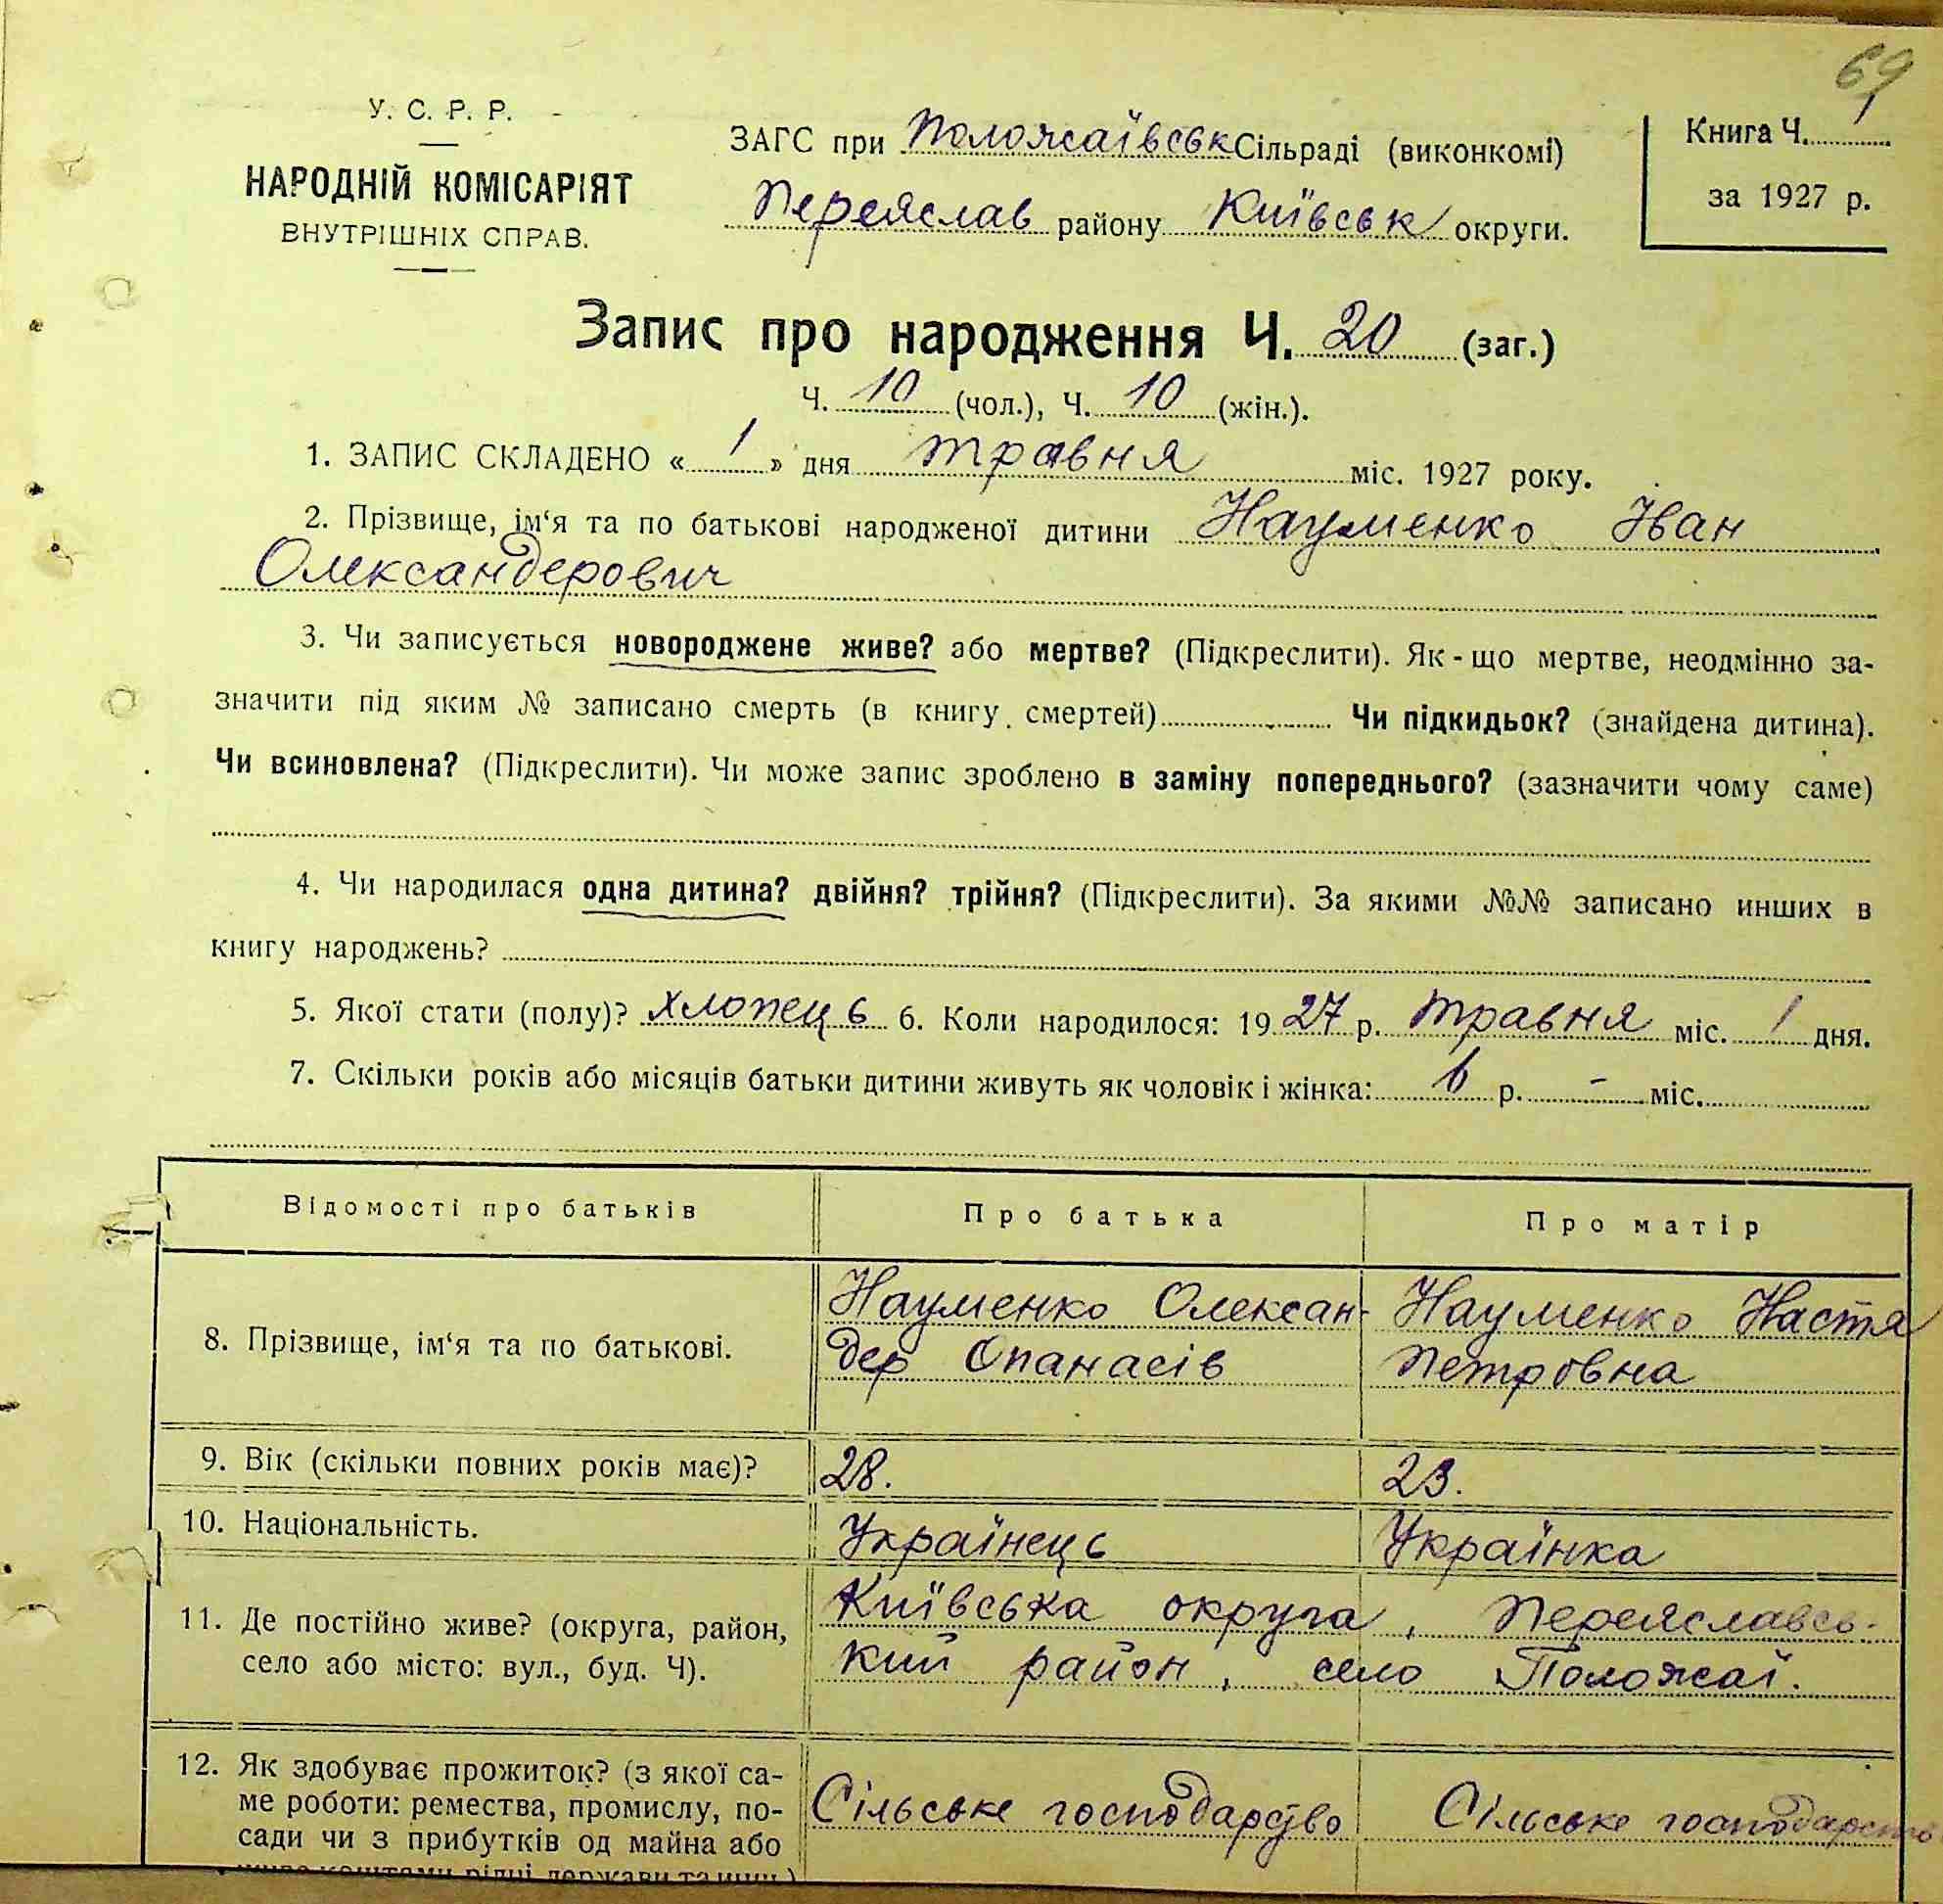 69
У. С. Р. Р.
НАРОДНІЙ КОМІСАРІЯТ
ВНУТРІШНІХ СПРАВ.
ЗАГС при Положаївськ Сільраді (виконкомі)
Переяслав району Київськ округи.
Книга Ч. 1
за 1927 р.
Запис про народження Ч. 20 (заг.)
Ч. 10 (чол.), Ч. 10 (жін.).
1. ЗАПИС СКЛАДЕНО « 1 » дня травня міс. 1927 року.
2. Прізвище, ім‘я та по батькові народженої дитини Науменко Іван
Олександерович
3. Чи записується новороджене живе? або мертве? (Підкреслити). Як-що мертве, неодмінно за-
значити під яким № записано смерть (в книгу смертей) Чи підкидьок? (знайдена дитина).
Чи всиновлена? (Підкреслити). Чи може запис зроблено в заміну попереднього? (зазначити чому саме)
4. Чи народилася одна дитина? двійня? трійня? (Підкреслити). За якими №№ записано инших в
книгу народжень?
5. Якої стати (полу)? хлопець 6. Коли народилося: 1927 р. травня міс. 1 дня.
7. Скільки років або місяців батьки дитини живуть як чоловік і жінка: 6 р. - міс.
Відомості про батьків Про батька Про матір
8. Прізвище, ім‘я та по батькові.
Науменко Олексан-
дер Опанасів
Науменко Настя
Петровна
9. Вік (скільки повних років має)? 28. 23.
10. Національність. Українець Українка
11. Де постійно живе? (округа, район,
село або місто: вул., буд. Ч).
Київська округа, Переяславсь-
кий район, село Положаї.
12. Як здобуває прожиток? (з якої са-
ме роботи: ремества, промислу, по-
сади чи з прибутків од майна або
живе коштами рідні держави та инш.)
Сільське господарство
Сільське господарство